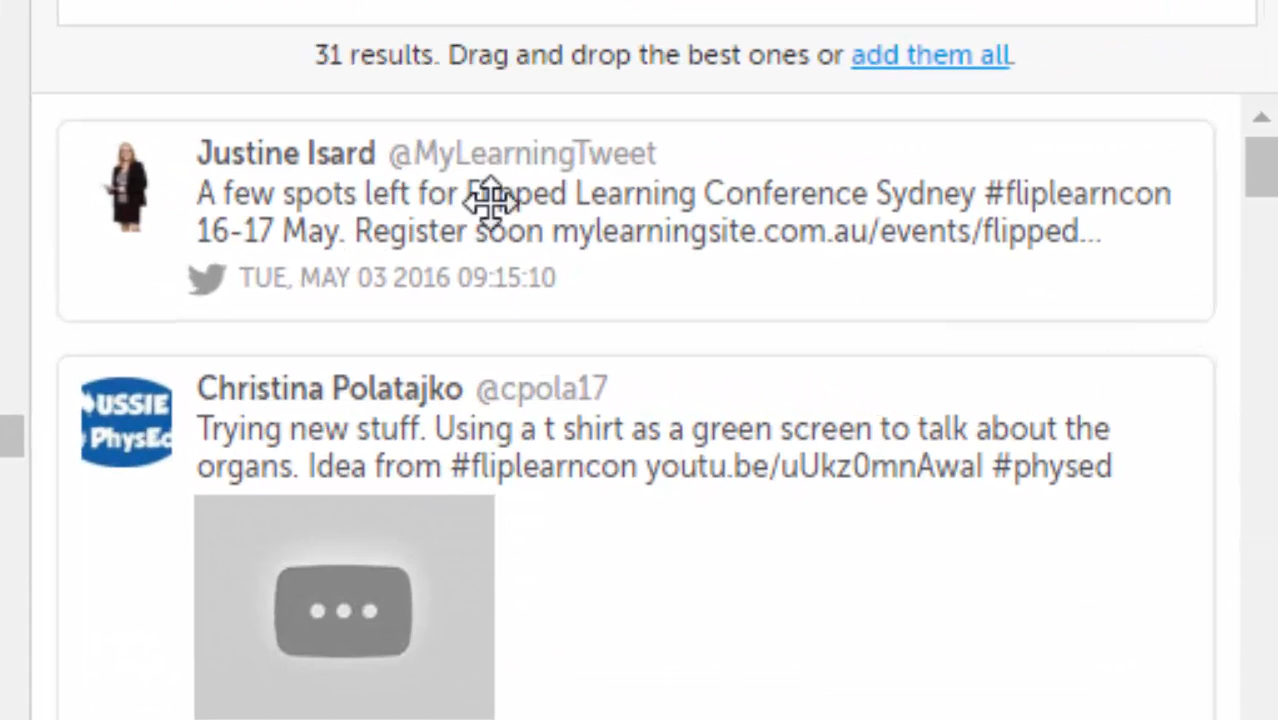 31 results. Drag and drop the best ones or add them all.
Justine Isard @MyLearningTweet
A few spots left for Flipped Learning Conference Sydney #fliplearncon
16-17 May. Register soon mylearningsite.com.au/events/flipped...
TUE, MAY 03 2016 09:15:10
Christina Polatajko @cpola17
USSIE
PhysEd
Trying new stuff. Using a t shirt as a green screen to talk about the
organs. Idea from #fliplearncon youtu.be/uUkz0mnAwaI #physed